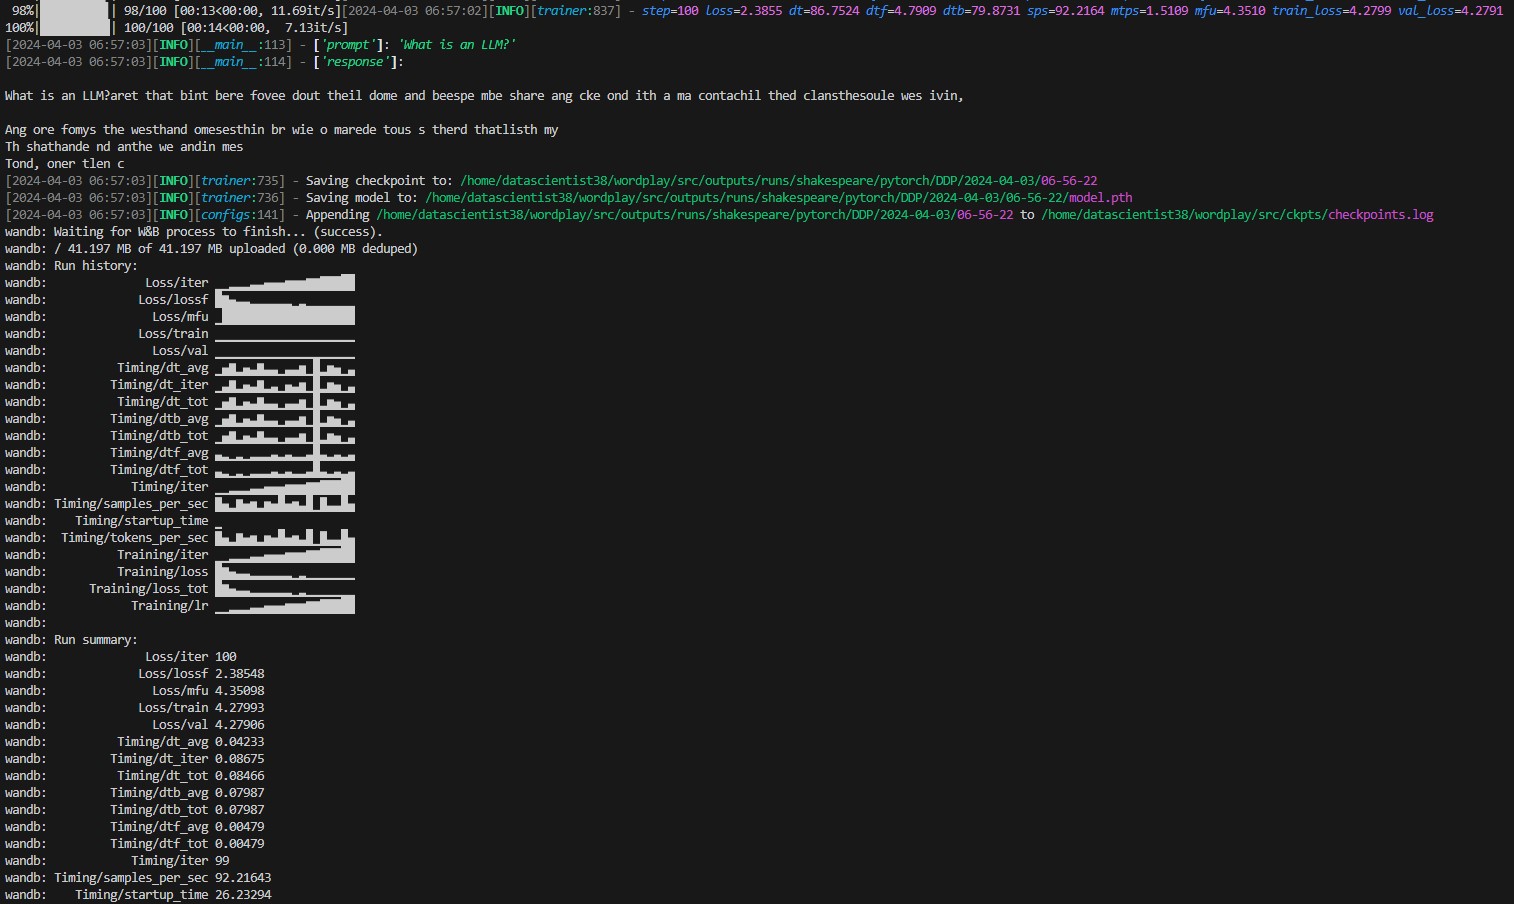 98%| | 98/100 [00:13<00:00, 11.69it/s][2024-04-03 06:57:02][INFO][trainer:837] - step=100 loss=2.3855 dt=86.7524 dtf=4.7909 dtb=79.8731 sps=92.2164 mtps=1.5109 mfu=4.3510 train_loss=4.2799 val_loss=4.2791
100%| | 100/100 [00:14<00:00, 7.13it/s]
[2024-04-03 06:57:03][INFO][__main__:113] - ['prompt']: 'What is an LLM?'
[2024-04-03 06:57:03][INFO][__main__:114] - ['response']:
What is an LLM?aret that bint bere fovee dout theil dome and beespe mbe share ang cke ond ith a ma contachil thed clansthesoule wes ivin,
Ang ore fomys the westhand omesesthin br wie o marede tous s therd thatlisth my
Th shathande nd anthe we andin mes
Tond, oner tlen c
[2024-04-03 06:57:03][INFO][trainer:735] - Saving checkpoint to: /home/datascientist38/wordplay/src/outputs/runs/shakespeare/pytorch/DDP/2024-04-03/06-56-22
[2024-04-03 06:57:03][INFO][trainer:736] - Saving model to: /home/datascientist38/wordplay/src/outputs/runs/shakespeare/pytorch/DDP/2024-04-03/06-56-22/model.pth
[2024-04-03 06:57:03][INFO][configs:141] - Appending /home/datascientist38/wordplay/src/outputs/runs/shakespeare/pytorch/DDP/2024-04-03/06-56-22 to /home/datascientist38/wordplay/src/ckpts/checkpoints.log
wandb: Waiting for W&B process to finish... (success).
wandb: / 41.197 MB of 41.197 MB uploaded (0.000 MB deduped)
wandb: Run history:
wandb: Loss/iter
wandb: Loss/lossf
wandb: Loss/mfu
wandb: Loss/train
wandb: Loss/val
wandb: Timing/dt_avg
wandb: Timing/dt_iter
wandb: Timing/dt_tot
wandb: Timing/dtb_avg
wandb: Timing/dtb_tot
wandb: Timing/dtf_avg
wandb: Timing/dtf_tot
wandb: Timing/iter
wandb: Timing/samples_per_sec
wandb: Timing/startup_time
wandb: Timing/tokens_per_sec
wandb: Training/iter
wandb: Training/loss
wandb: Training/loss_tot
wandb: Training/lr
wandb:
wandb: Run summary:
wandb: Loss/iter 100
wandb: Loss/lossf 2.38548
wandb: Loss/mfu 4.35098
wandb: Loss/train 4.27993
wandb: Loss/val 4.27906
wandb: Timing/dt_avg 0.04233
wandb: Timing/dt_iter 0.08675
wandb: Timing/dt_tot 0.08466
wandb: Timing/dtb_avg 0.07987
wandb: Timing/dtb_tot 0.07987
wandb: Timing/dtf_avg 0.00479
wandb: Timing/dtf_tot 0.00479
wandb: Timing/iter 99
wandb: Timing/samples_per_sec 92.21643
wandb: Timing/startup_time 26.23294